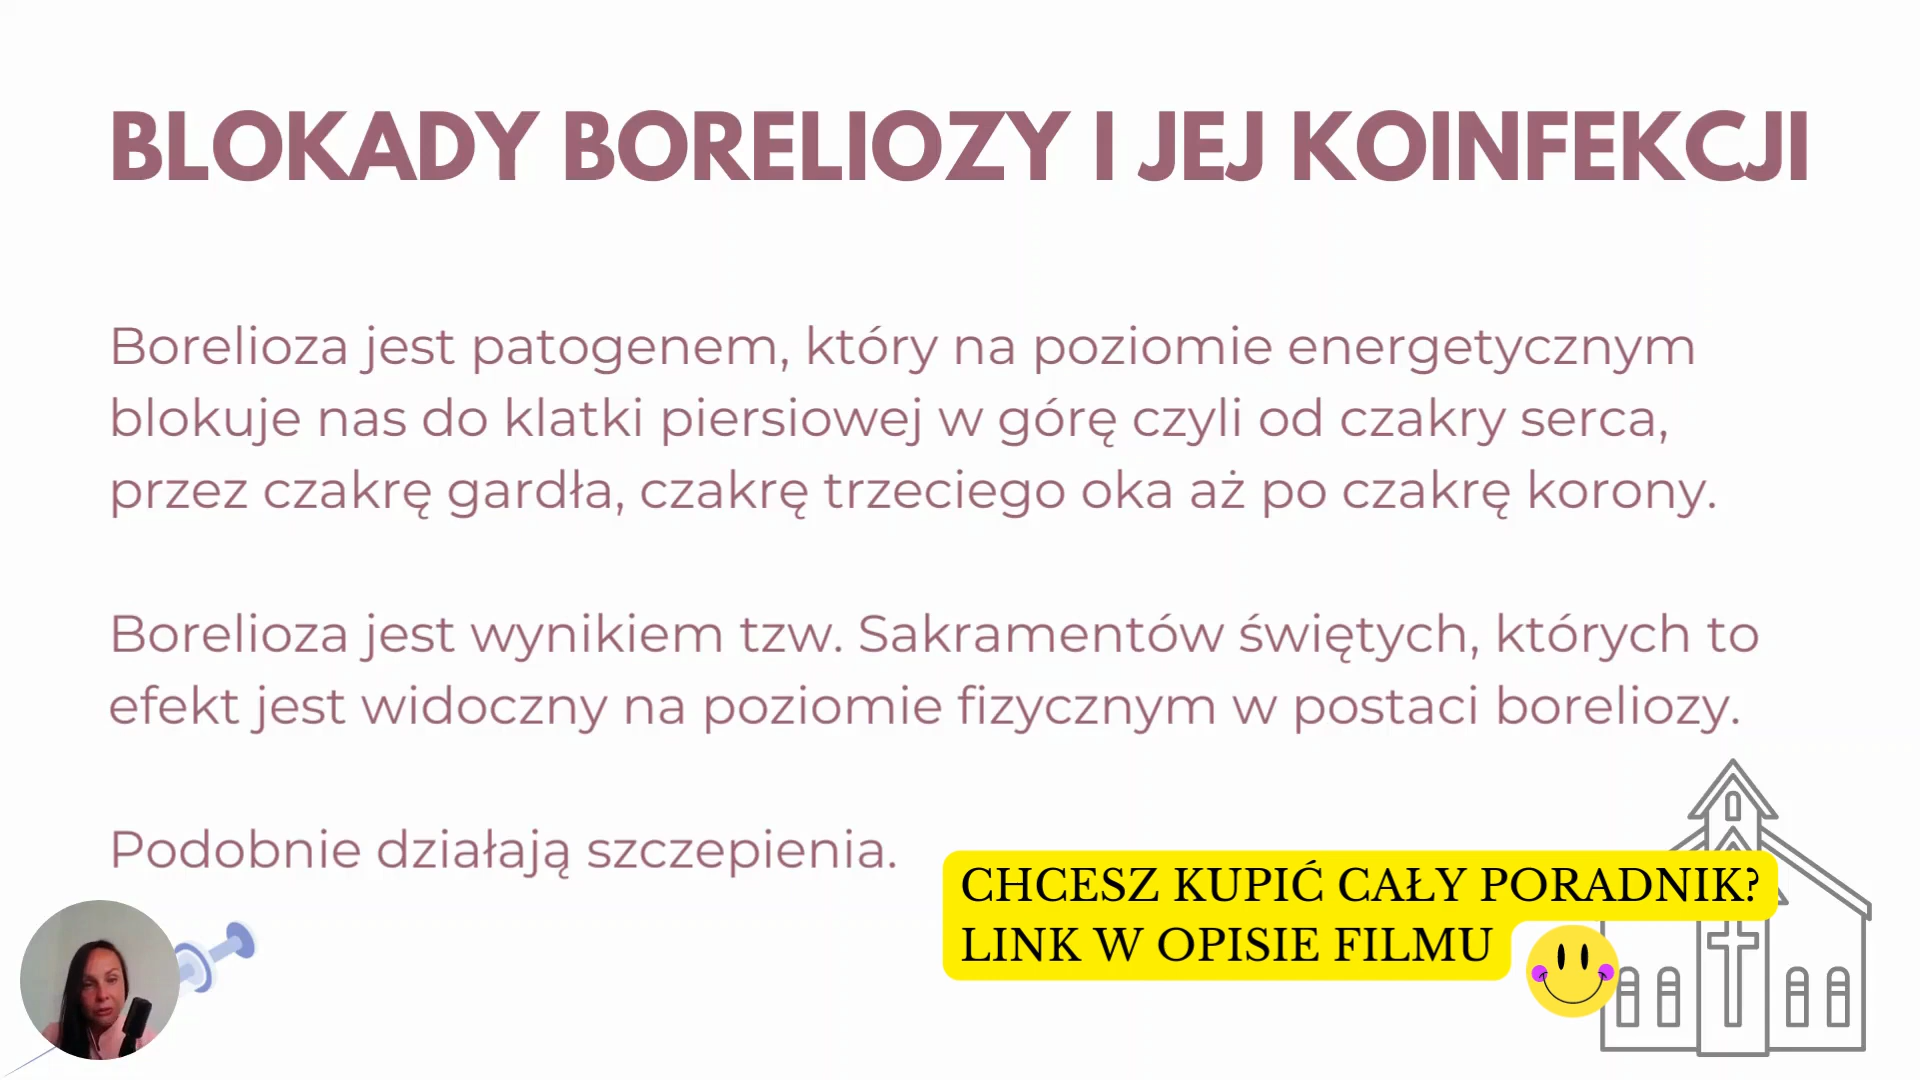 BLOKADY BORELIOZY I JEJ KOINFEKCJI
Borelioza jest patogenem, który na poziomie energetycznym
blokuje nas do klatki piersiowej w górę czyli od czakry serca,
przez czakrę gardła, czakrę trzeciego oka aż po czakrę korony.
Borelioza jest wynikiem tzw. Sakramentów świętych, których to
efekt jest widoczny na poziomie fizycznym w postaci boreliozy.
Podobnie działają szczepienia.
CHCESZ KUPIĆ CAŁY PORADNIK?
LINK W OPISIE FILMU